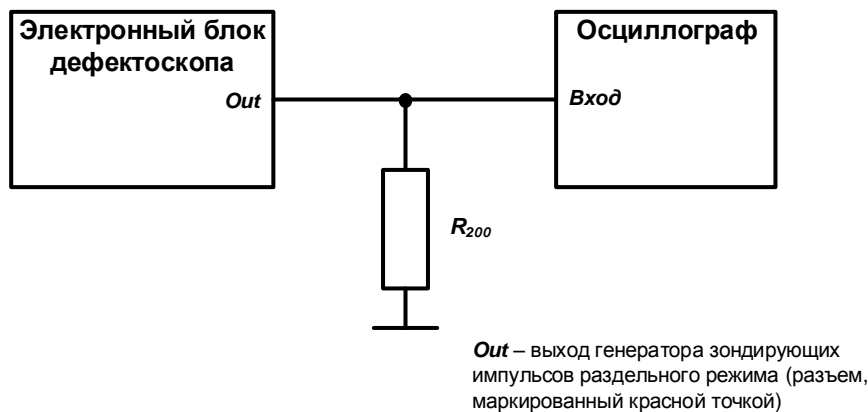 Электронный блок
дефектоскопа
Out
Осциллограф
Вход
R200
Out – выход генератора зондирующих
импульсов раздельного режима (разъем,
маркированный красной точкой)